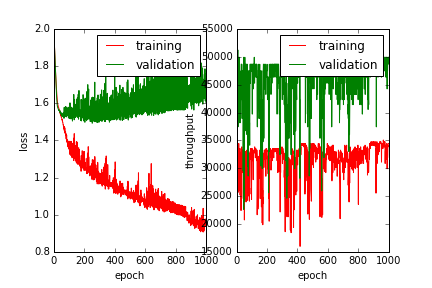 2.0
1.8
1.6
1.4
1.2
1.0
0.8
loss
0 200 400 600 800 1000
epoch
training
validation
55000
50000
45000
40000
35000
30000
25000
20000
15000
throughput
0 200 400 600 800 1000
epoch
training
validation